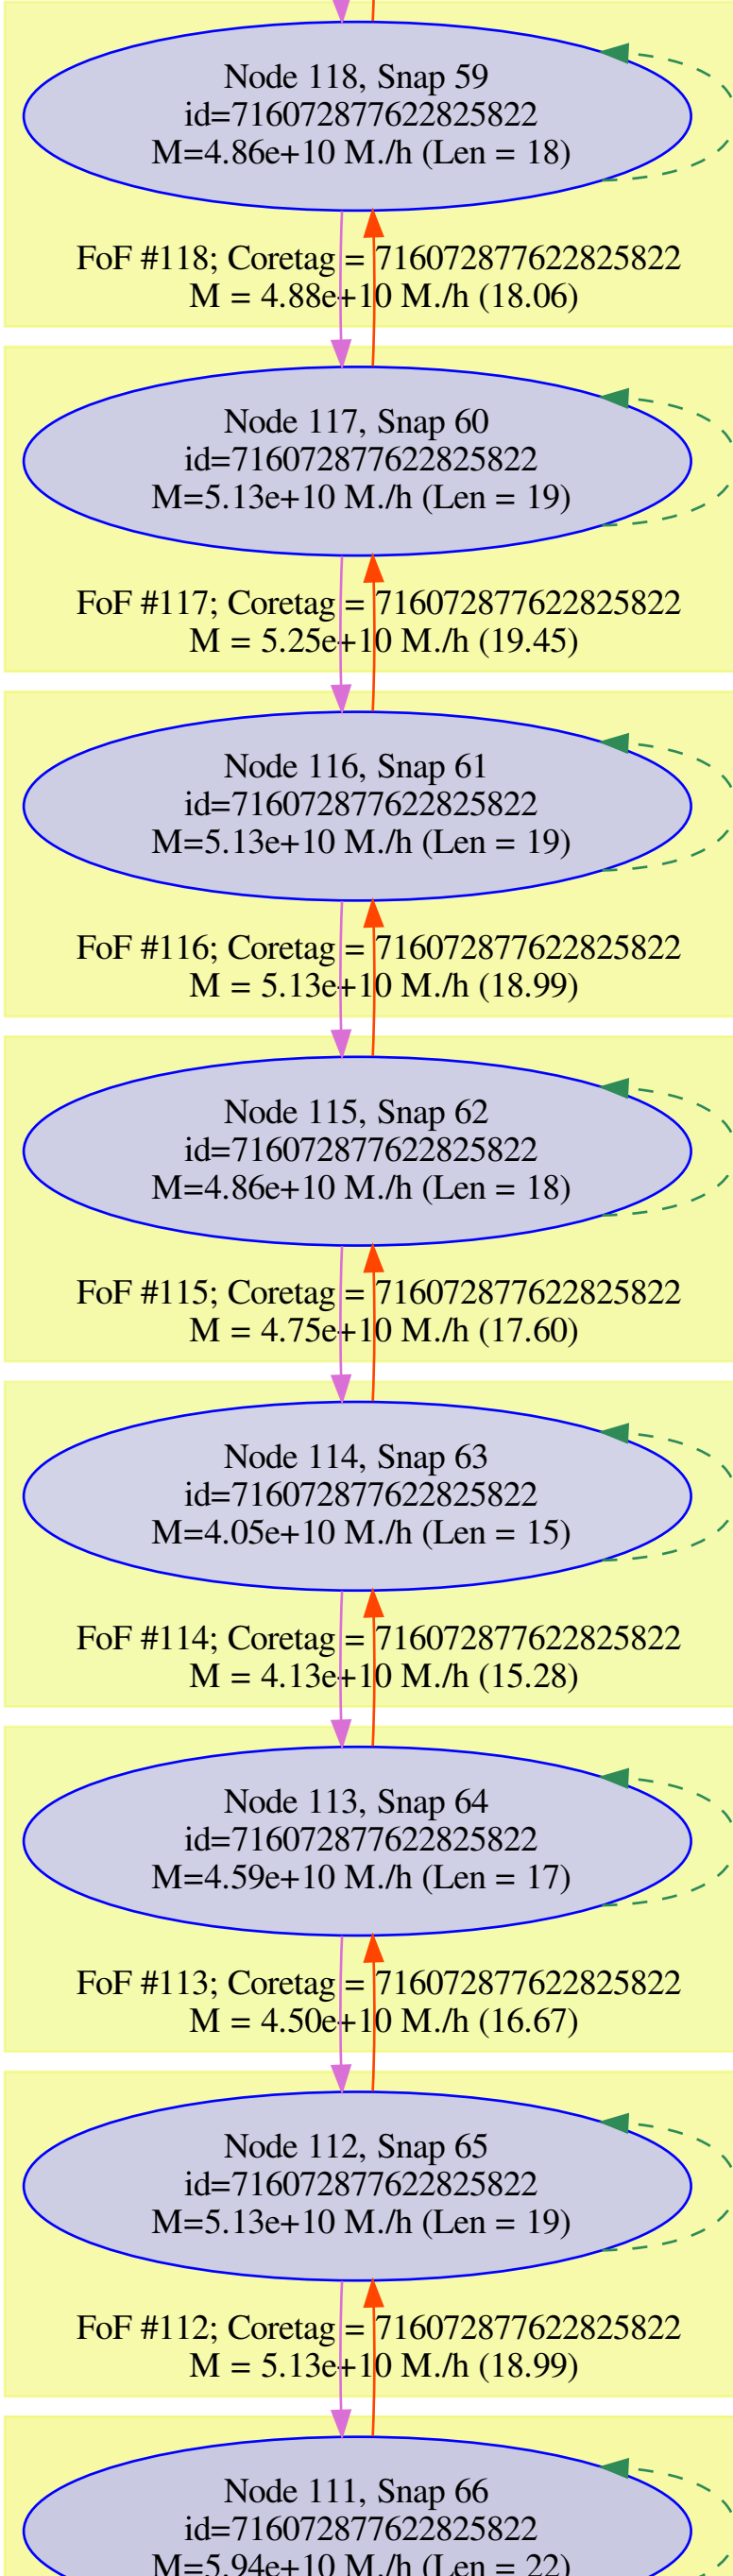 Node 118, Snap 59
id=716072877622825822
M=4.86e+10 M./h (Len = 18)
FoF #118; Coretag = 716072877622825822
M = 4.88e+10 M./h (18.06)
Node 117, Snap 60
id=716072877622825822
M=5.13e+10 M./h (Len = 19)
FoF #117; Coretag = 716072877622825822
M = 5.25e+10 M./h (19.45)
Node 116, Snap 61
id=716072877622825822
M=5.13e+10 M./h (Len = 19)
FoF #116; Coretag = 716072877622825822
M = 5.13e+10 M./h (18.99)
Node 115, Snap 62
id=716072877622825822
M=4.86e+10 M./h (Len = 18)
FoF #115; Coretag = 716072877622825822
M = 4.75e+10 M./h (17.60)
Node 114, Snap 63
id=716072877622825822
M=4.05e+10 M./h (Len = 15)
FoF #114; Coretag = 716072877622825822
M = 4.13e+10 M./h (15.28)
Node 113, Snap 64
id=716072877622825822
M=4.59e+10 M./h (Len = 17)
FoF #113; Coretag = 716072877622825822
M = 4.50e+10 M./h (16.67)
Node 112, Snap 65
id=716072877622825822
M=5.13e+10 M./h (Len = 19)
FoF #112; Coretag = 716072877622825822
M = 5.13e+10 M./h (18.99)
Node 111, Snap 66
id=716072877622825822
M=5.94e+10 M./h (Len = 22)